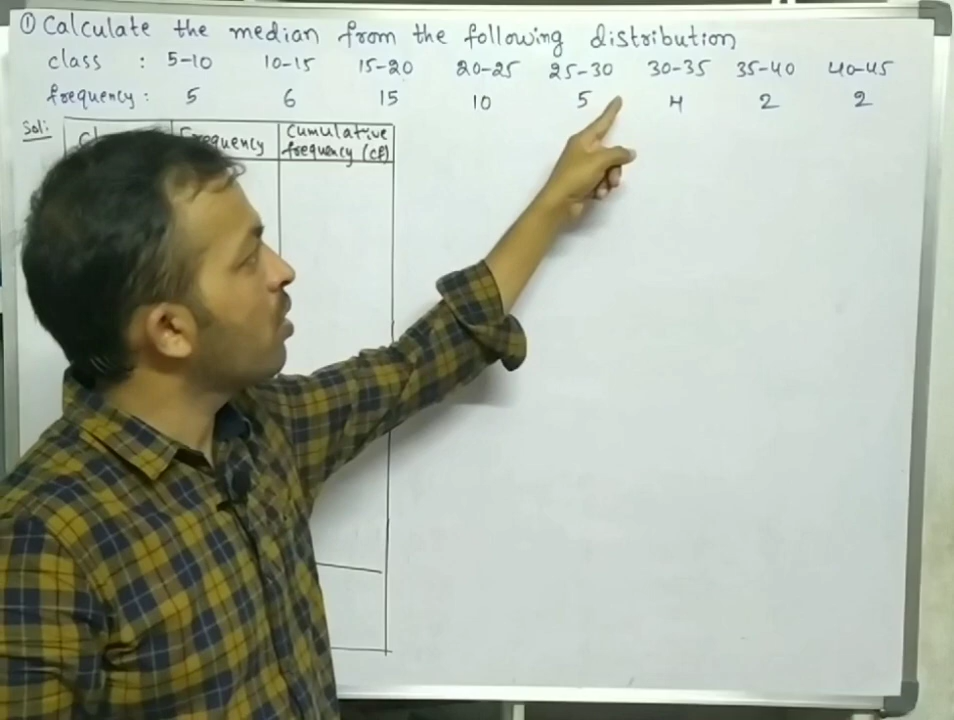 ① Calculate the median from the following distribution
class : 5-10 10-15 15-20 20-25 25-30 30-35 35-40 40-45
frequency : 5 6 15 10 5 4 2 2
Sol:
Frequency Cumulative frequency (cf)